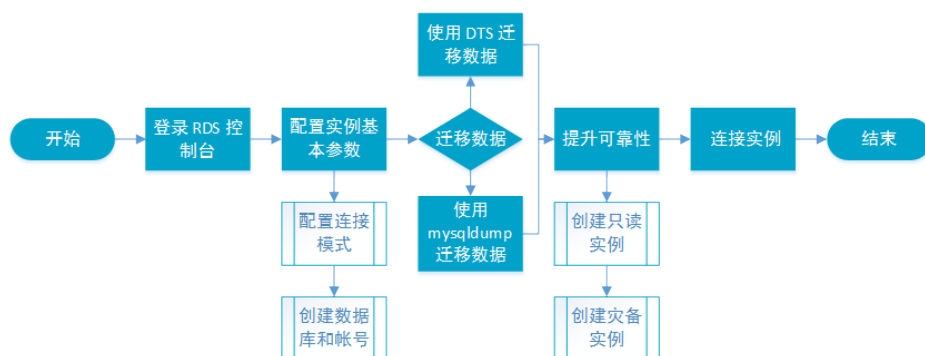 使用 DTS 迁
移数据
开始
登录 RDS 控
制台
配置实例基
本参数
迁移数据
提升可靠性
连接实例
结束
配置连接
模式
使用
mysqldump
迁移数据
创建只读
实例
创建数据
库和帐号
创建灾备
实例